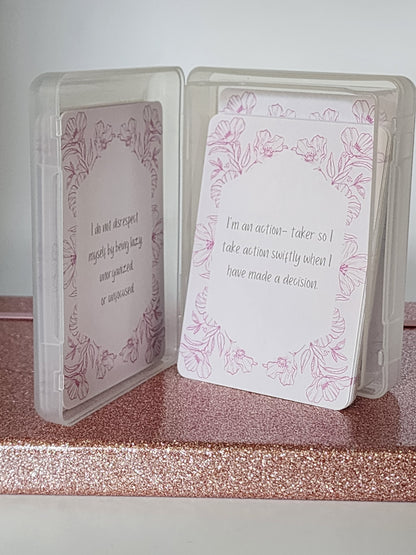 I do not disrespect
myself by being lazy
unorganized
or unfocused
I'm an action- taker so I
take action swiftly when I
have made a decision.